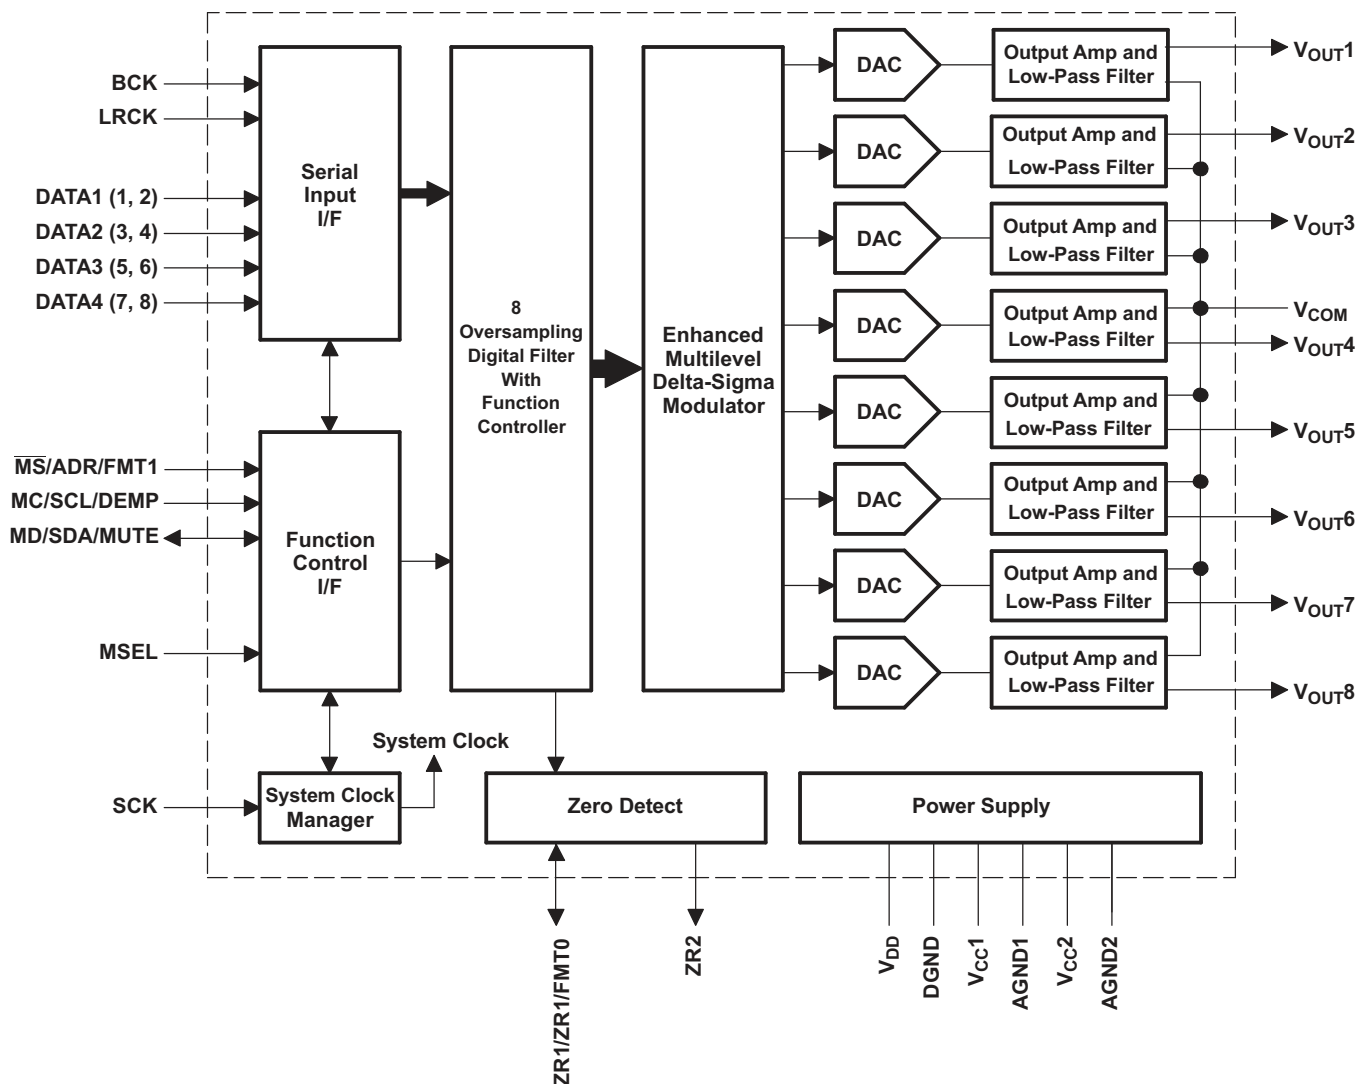 BCK
LRCK
DATA1 (1, 2)
DATA2 (3, 4)
DATA3 (5, 6)
DATA4 (7, 8)
MS/ADR/FMT1
MC/SCL/DEMP
MD/SDA/MUTE
MSEL
SCK
Serial
Input
I/F
Function
Control
I/F
System Clock
Manager
System Clock
8
Oversampling
Digital Filter
With
Function
Controller
Enhanced
Multilevel
Delta-Sigma
Modulator
DAC
Output Amp and
Low-Pass Filter
VOUT1
DAC
Output Amp and
Low-Pass Filter
VOUT2
DAC
Output Amp and
Low-Pass Filter
VOUT3
DAC
Output Amp and
Low-Pass Filter
VCOM
VOUT4
DAC
Output Amp and
Low-Pass Filter
VOUT5
DAC
Output Amp and
Low-Pass Filter
VOUT6
DAC
Output Amp and
Low-Pass Filter
VOUT7
DAC
Output Amp and
Low-Pass Filter
VOUT8
Zero Detect
Power Supply
ZR1/ZR1/FMT0
ZR2
VDD
DGND
VCC1
AGND1
VCC2
AGND2